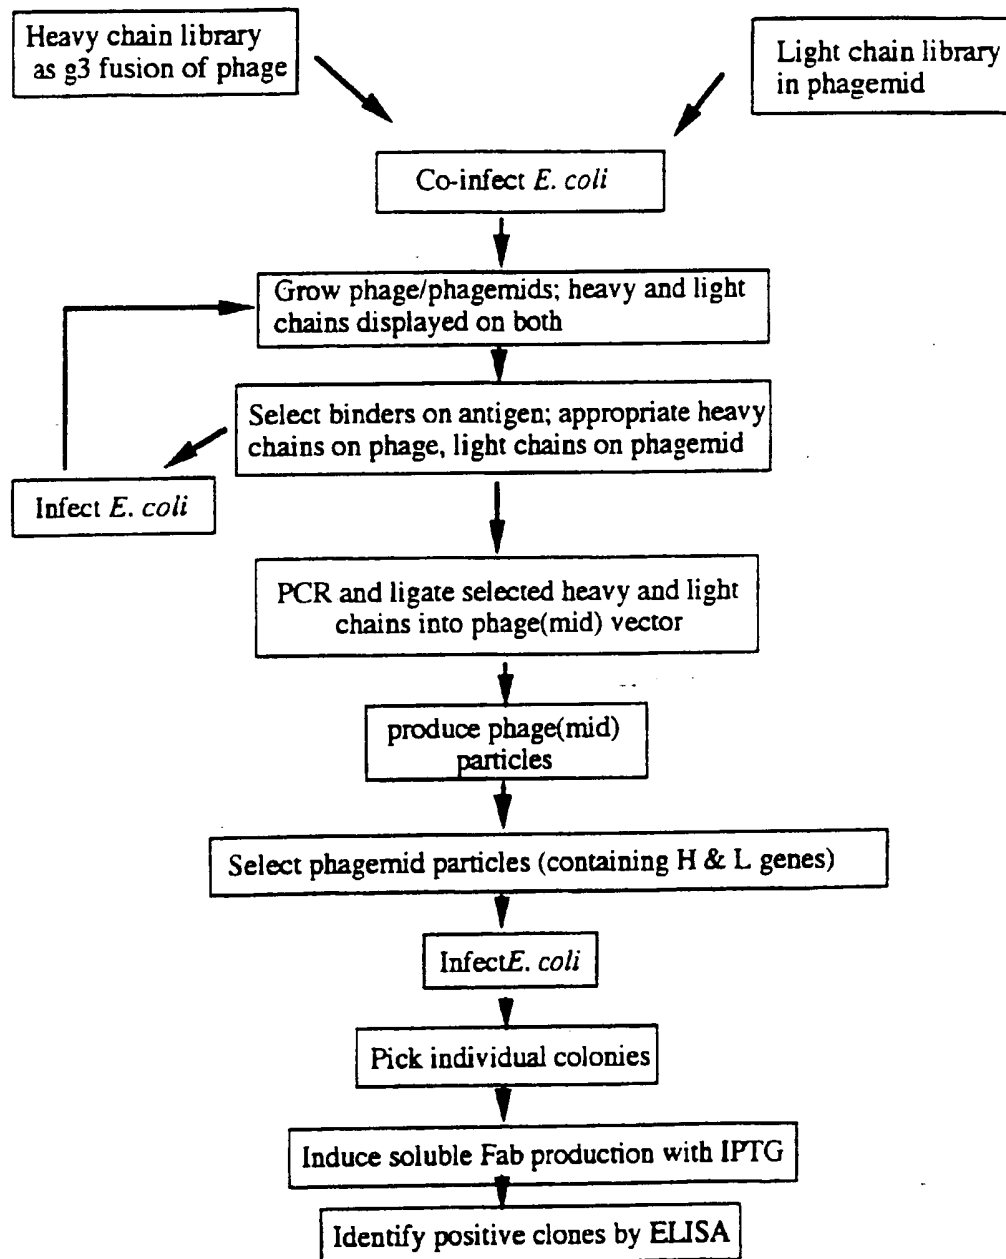 Heavy chain library
as g3 fusion of phage
Light chain library
in phagemid
Co-infect E. coli
Grow phage/phagemids; heavy and light
chains displayed on both
Select binders on antigen; appropriate heavy
chains on phage, light chains on phagemid
Infect E. coli
PCR and ligate selected heavy and light
chains into phage(mid) vector
produce phage(mid)
particles
Select phagemid particles (containing H & L genes)
InfectE. coli
Pick individual colonies
Induce soluble Fab production with IPTG
Identify positive clones by ELISA